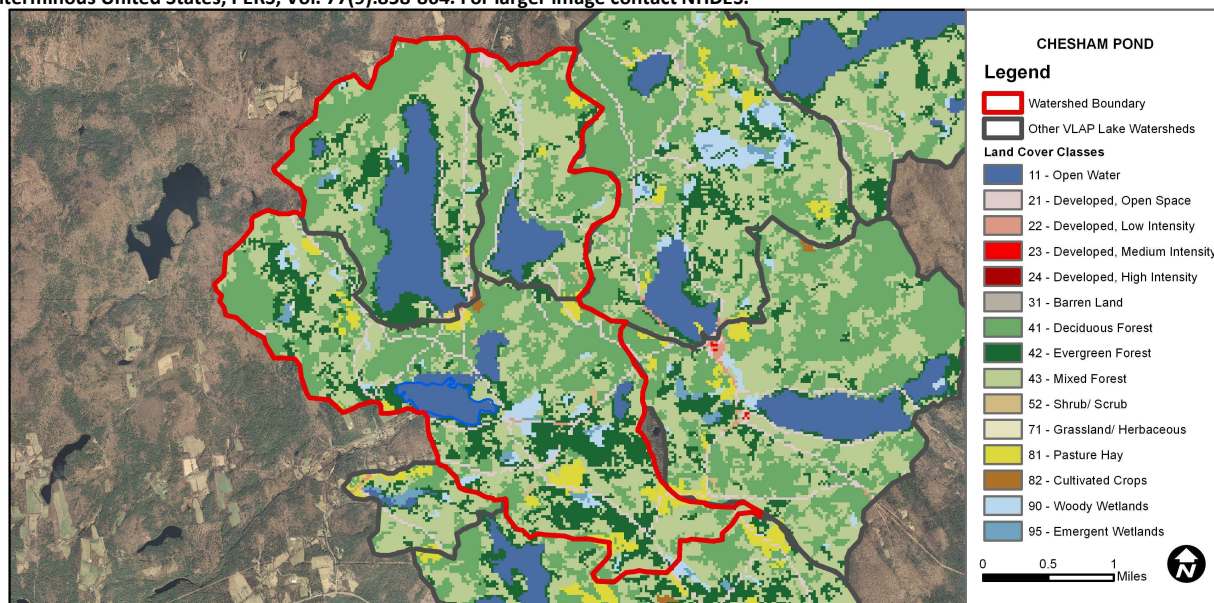 terminous United States, PERS, Vol. 77(9):858-864. For larger image contact NHDES.
CHESHAM POND
Legend
Watershed Boundary
Other VLAP Lake Watersheds
Land Cover Classes
11 - Open Water
21 - Developed, Open Space
22 - Developed, Low Intensity
23 - Developed, Medium Intensity
24 - Developed, High Intensity
31 - Barren Land
41 - Deciduous Forest
42 - Evergreen Forest
43 - Mixed Forest
52 - Shrub/ Scrub
71 - Grassland/ Herbaceous
81 - Pasture Hay
82 - Cultivated Crops
90 - Woody Wetlands
95 - Emergent Wetlands
0 0.5 1
Miles
N